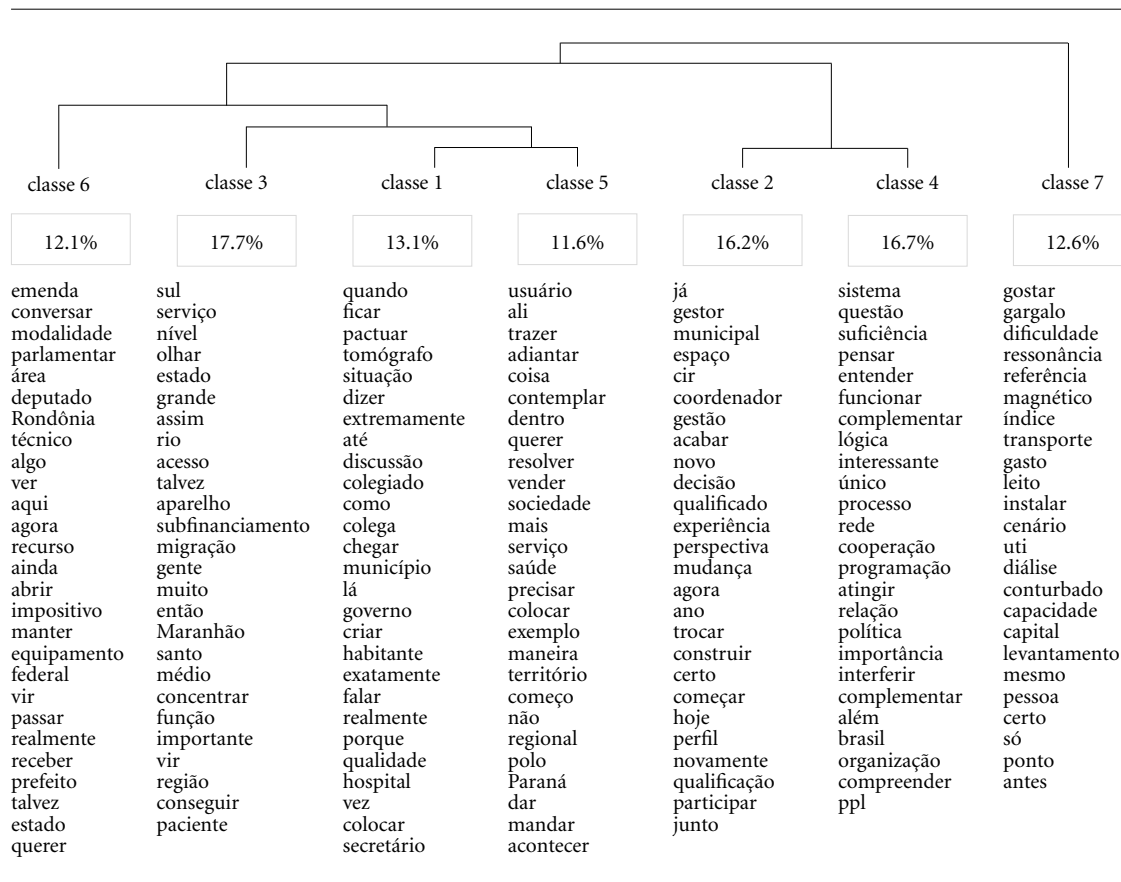 classe 6
classe 3
classe 1
classe 5
classe 2
classe 4
classe 7
12.1%
17.7%
13.1%
11.6%
16.2%
16.7%
12.6%
emenda
conversar
modalidade
parlamentar
área
deputado
Rondônia
técnico
algo
ver
aqui
agora
recurso
ainda
abrir
impositivo
manter
equipamento
federal
vir
passar
realmente
receber
prefeito
talvez
estado
querer
sul
serviço
nível
olhar
estado
grande
assim
rio
acesso
talvez
aparelho
subfinanciamento
migração
gente
muito
então
Maranhão
santo
médio
concentrar
função
importante
vir
região
conseguir
paciente
quando
ficar
pactuar
tomógrafo
situação
dizer
extremamente
até
discussão
colegiado
como
colega
chegar
município
lá
governo
criar
habitante
exatamente
falar
realmente
porque
qualidade
hospital
vez
colocar
secretário
usuário
ali
trazer
adiantar
coisa
contemplar
dentro
querer
resolver
vender
sociedade
mais
serviço
saúde
precisar
colocar
exemplo
maneira
território
começo
não
regional
polo
Paraná
dar
mandar
acontecer
já
gestor
municipal
espaço
cir
coordenador
gestão
acabar
novo
decisão
qualificado
experiência
perspectiva
mudança
agora
ano
trocar
construir
certo
começar
hoje
perfil
novamente
qualificação
participar
junto
sistema
questão
suficiência
pensar
entender
funcionar
complementar
lógica
interessante
único
processo
rede
cooperação
programação
atingir
relação
política
importância
interferir
complementar
além
brasil
organização
compreender
ppl
gostar
gargalo
dificuldade
ressonância
referência
magnético
índice
transporte
gasto
leito
instalar
cenário
uti
diálise
conturbado
capacidade
capital
levantamento
mesmo
pessoa
certo
só
ponto
antes